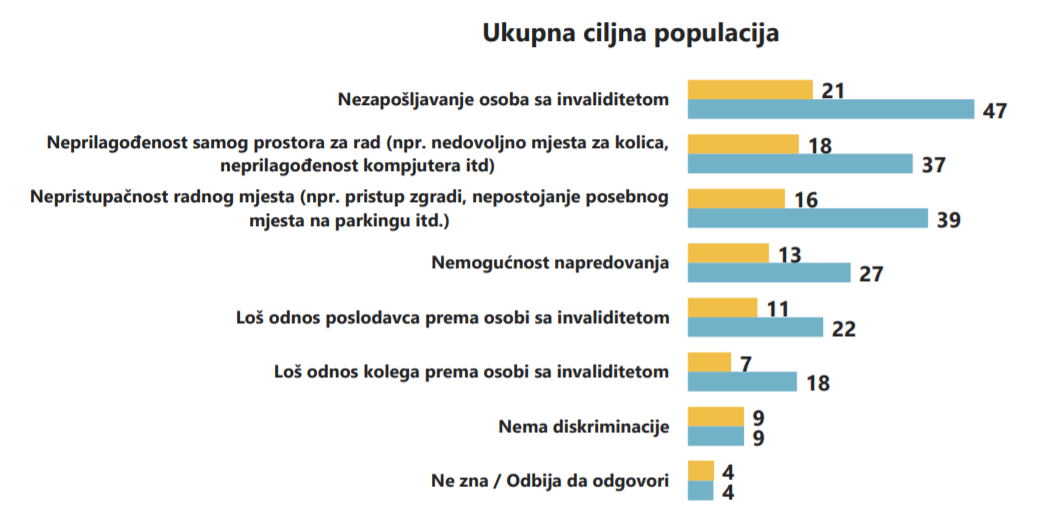 Ukupna ciljna populacija
Nezapošljavanje osoba sa invaliditetom
21
47
Neprilagođenost samog prostora za rad (npr. nedovoljno mjesta za kolica,
neprilagođenost kompjutera itd)
18
37
Nepristupačnost radnog mjesta (npr. pristup zgradi, nepostojanje posebnog
mjesta na parkingu itd.)
16
39
Nemogućnost napredovanja
13
27
Loš odnos poslodavca prema osobi sa invaliditetom
11
22
Loš odnos kolega prema osobi sa invaliditetom
7
18
Nema diskriminacije
9
9
Ne zna / Odbija da odgovori
4
4